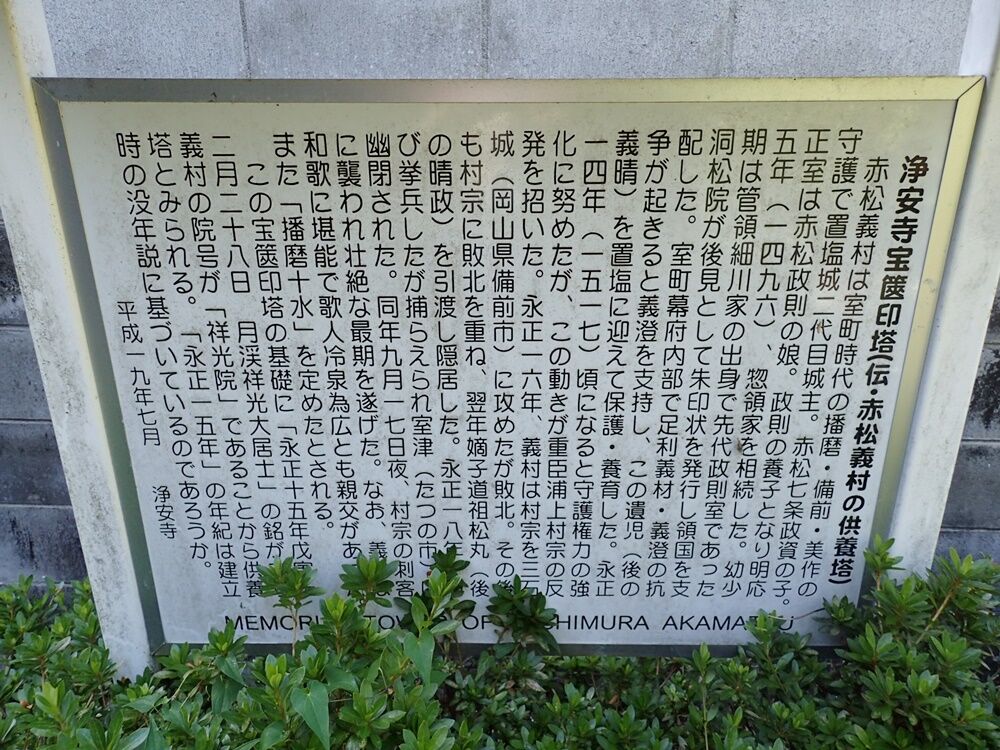 浄安寺宝篋印塔(伝・赤松義村の供養塔)
赤松義村は室町時代の播磨・備前・美作の
守護で置塩城二代目城主。赤松七条政資の子。
正室は赤松政則の娘。政則の養子となり明応
五年(一四九六)、惣領家を相続した。幼少
期は管領細川家の出身で先代政則室であった
洞松院が後見として朱印状を発行し領国を支
配した。室町幕府内部で足利義材・義澄の抗
争が起きると義澄を支持し、この遺児(後の
義晴)を置塩に迎えて保護・養育した。永正
一四年(一五一七)頃になると守護権力の強
化に努めたが、この動きが重臣浦上村宗の反
発を招いた。永正一六年、義村は村宗を三石
城(岡山県備前市)に攻めたが敗北。その後
も村宗に敗北を重ね、翌年嫡子道祖松丸(後
の晴政)を引渡し隠居した。永正一八年
び挙兵したが捕らえられ室津(たつの市)
幽閉された。同年九月一七日夜、村宗の刺客
に襲われ壮絶な最期を遂げた。なお、義
和歌に堪能で歌人冷泉為広とも親交があ
また「播磨十水」を定めたとされる。
この宝篋印塔の基礎に「永正十五年戊寅
二月二十八日 月渓祥光大居士」の銘が
義村の院号が「祥光院」であることから供養
塔とみられる。「永正一五年」の年紀は建立
時の没年説に基づいているのであろうか。
平成一九年七月 浄安寺
OF AKAMA